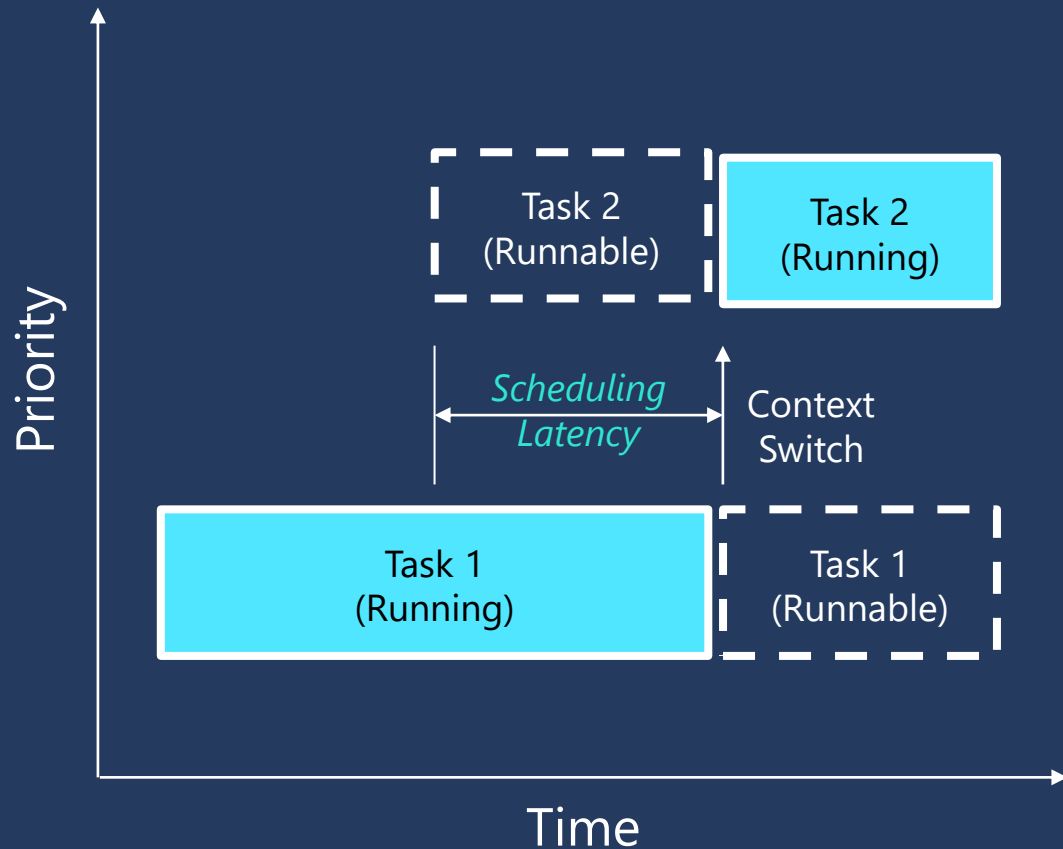 Priority
Task 2
(Runnable)
Task 2
(Running)
Scheduling
Latency
Context
Switch
Task 1
(Running)
Task 1
(Runnable)
Time